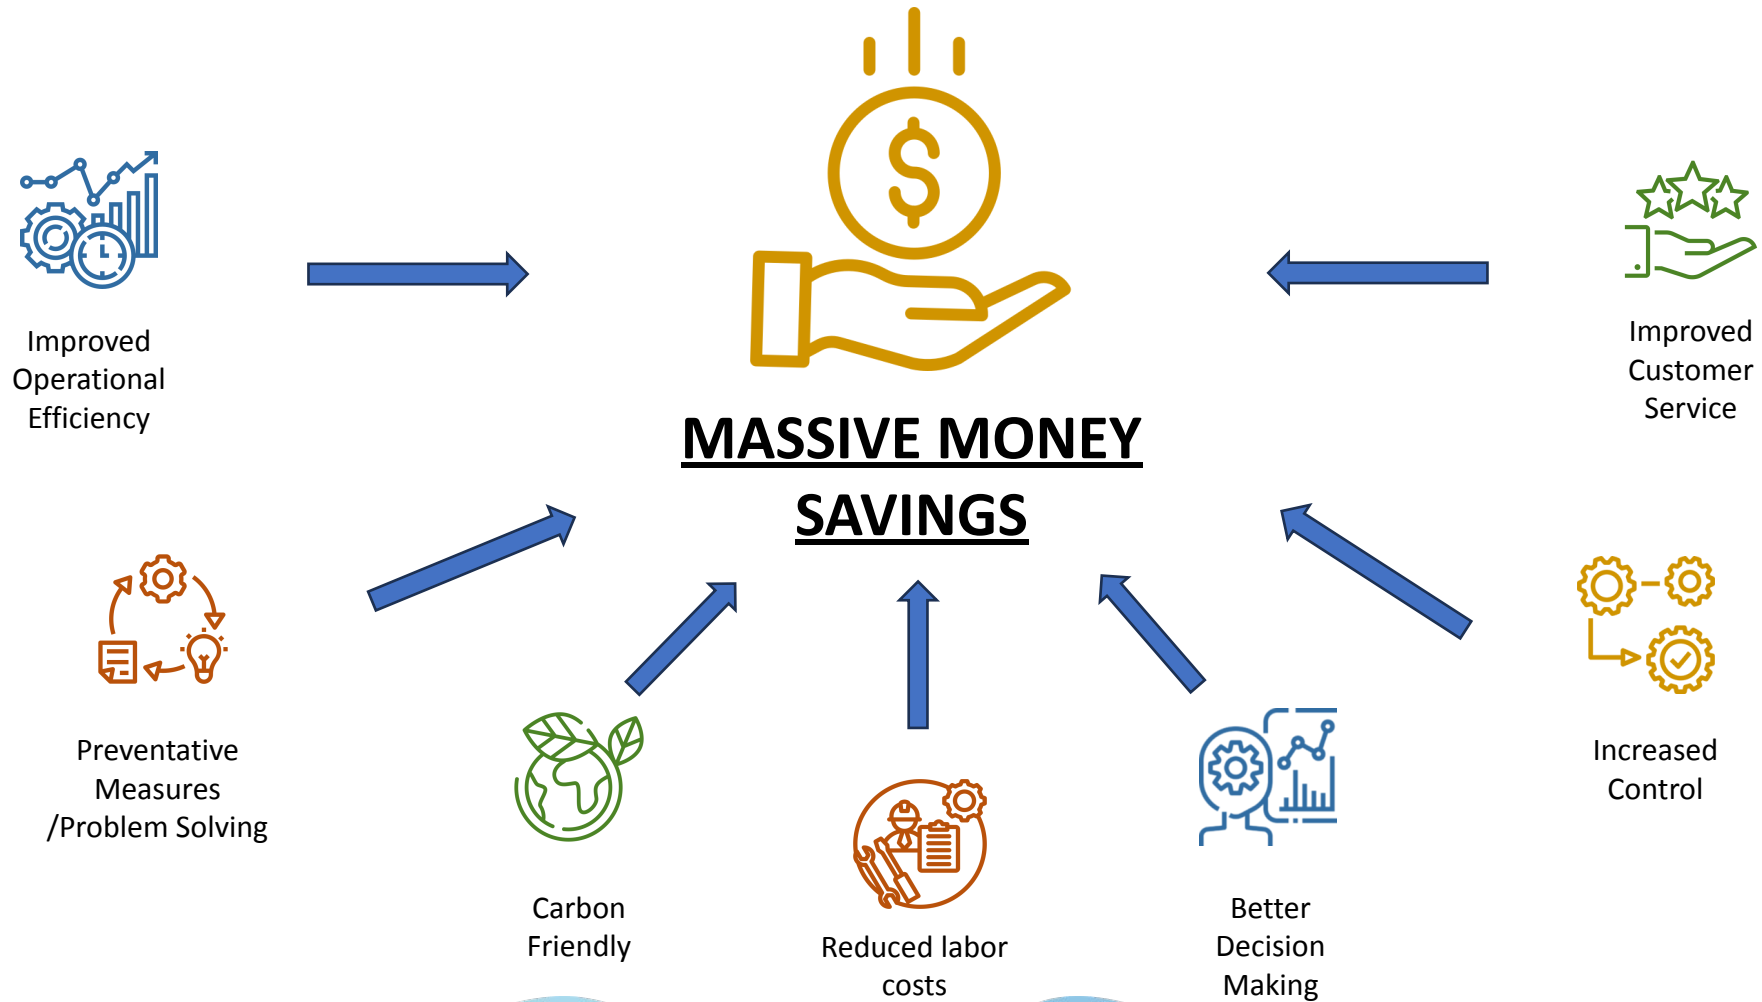 MASSIVE MONEY
SAVINGS
Improved
Operational
Efficiency
Improved
Customer
Service
Preventative
Measures
/Problem Solving
Increased
Control
Carbon
Friendly
Reduced labor
costs
Better
Decision
Making